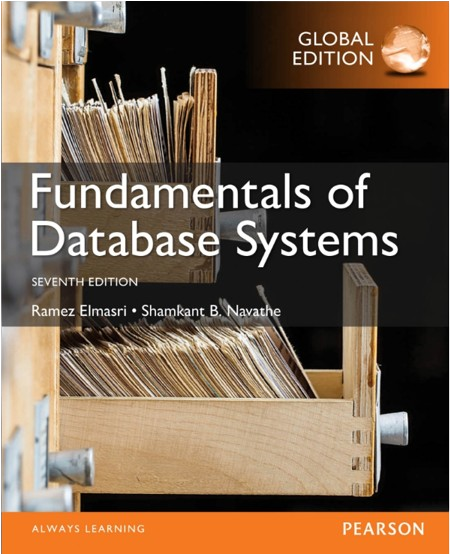 GLOBAL
EDITION
Fundamentals of
Database Systems
SEVENTH EDITION
Ramez Elmasri • Shamkant B. Navathe
ALWAYS LEARNING
PEARSON